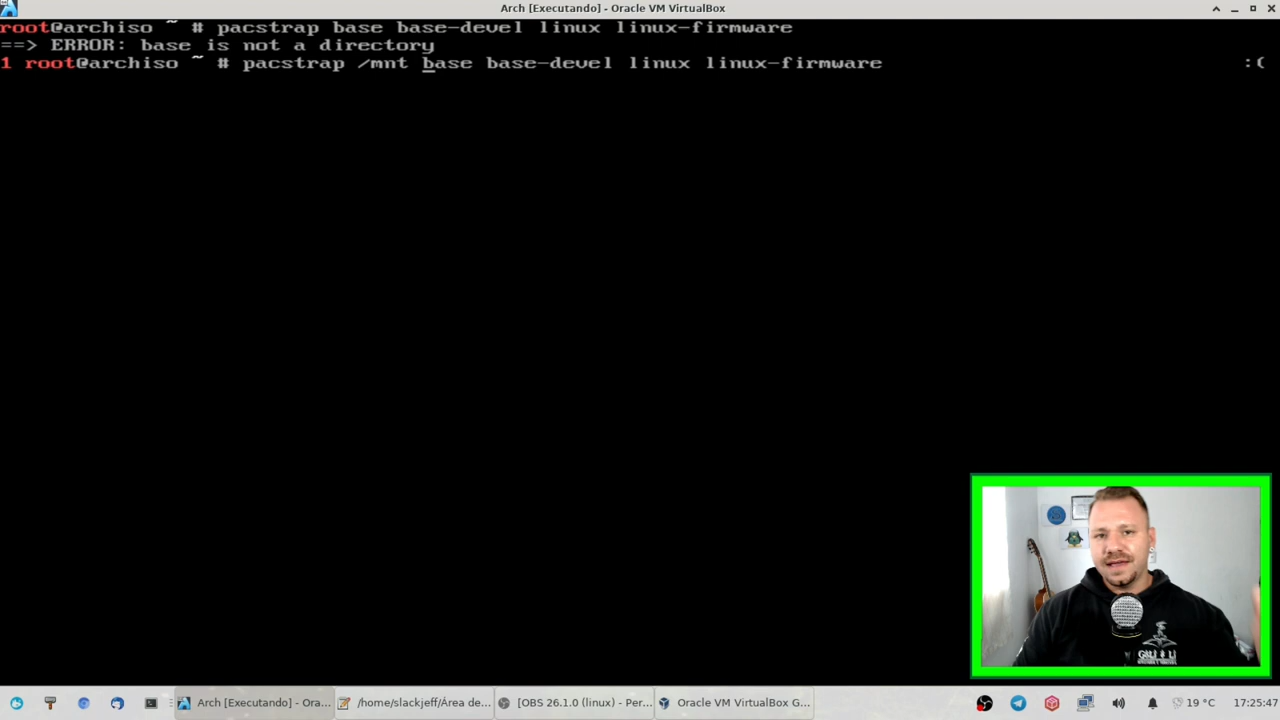 Arch [Executando] - Oracle VM VirtualBox
root@archiso ~ # pacstrap base base-devel linux linux-firmware
==> ERROR: base is not a directory
1 root@archiso ~ # pacstrap /mnt base base-devel linux linux-firmware :(
Arch [Executando] - Ora...
/home/slackjeff/Área de...
[OBS 26.1.0 (linux) - Per...
Oracle VM VirtualBox G...
19 °C
17:25:47